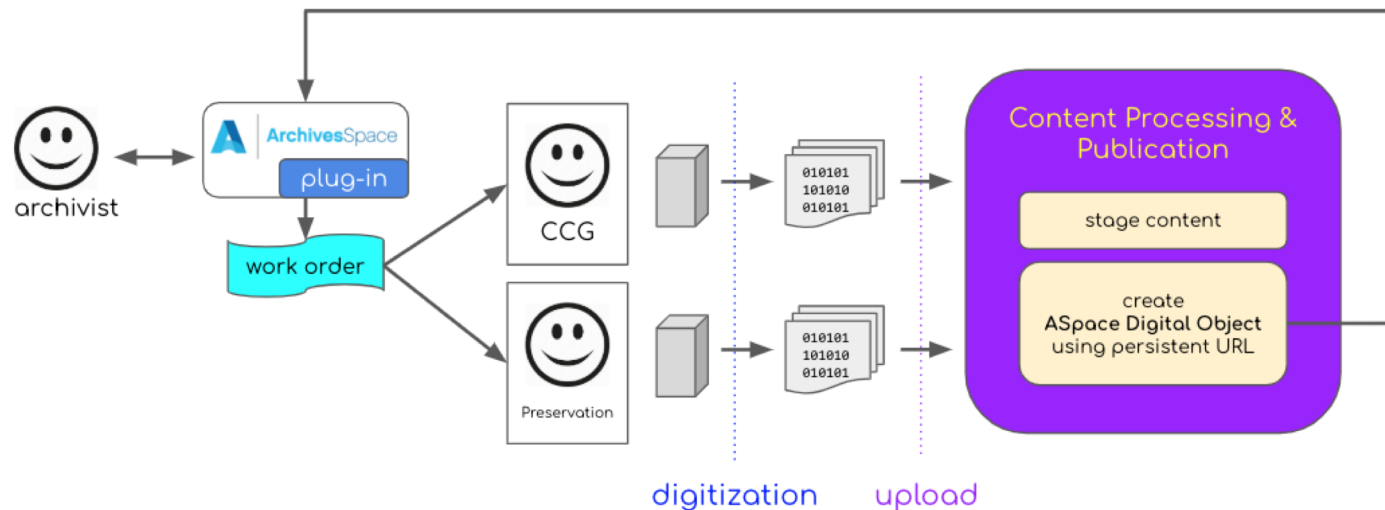 Content Processing &
Publication
ArchivesSpace
plug-in
archivist
work order
CCG
Preservation
010101
101010
010101
010101
101010
010101
stage content
create
ASpace Digital Object
using persistent URL
digitization
upload